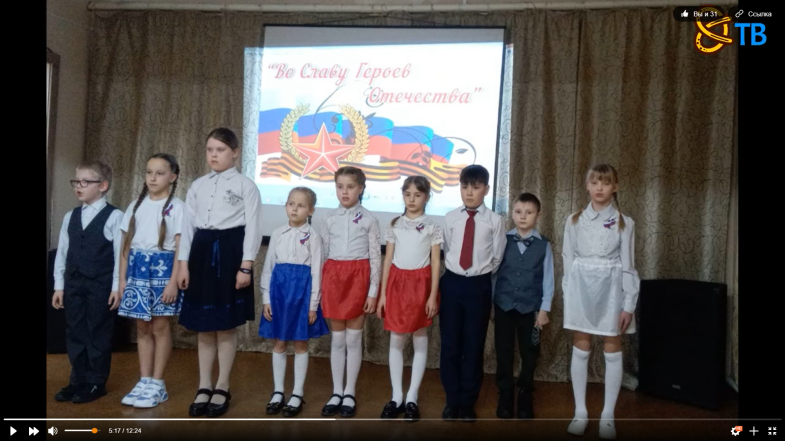 Вы и 31
Ссылка
ТВ
“Во Славу Героев
Отечества”
5:17 / 12:24